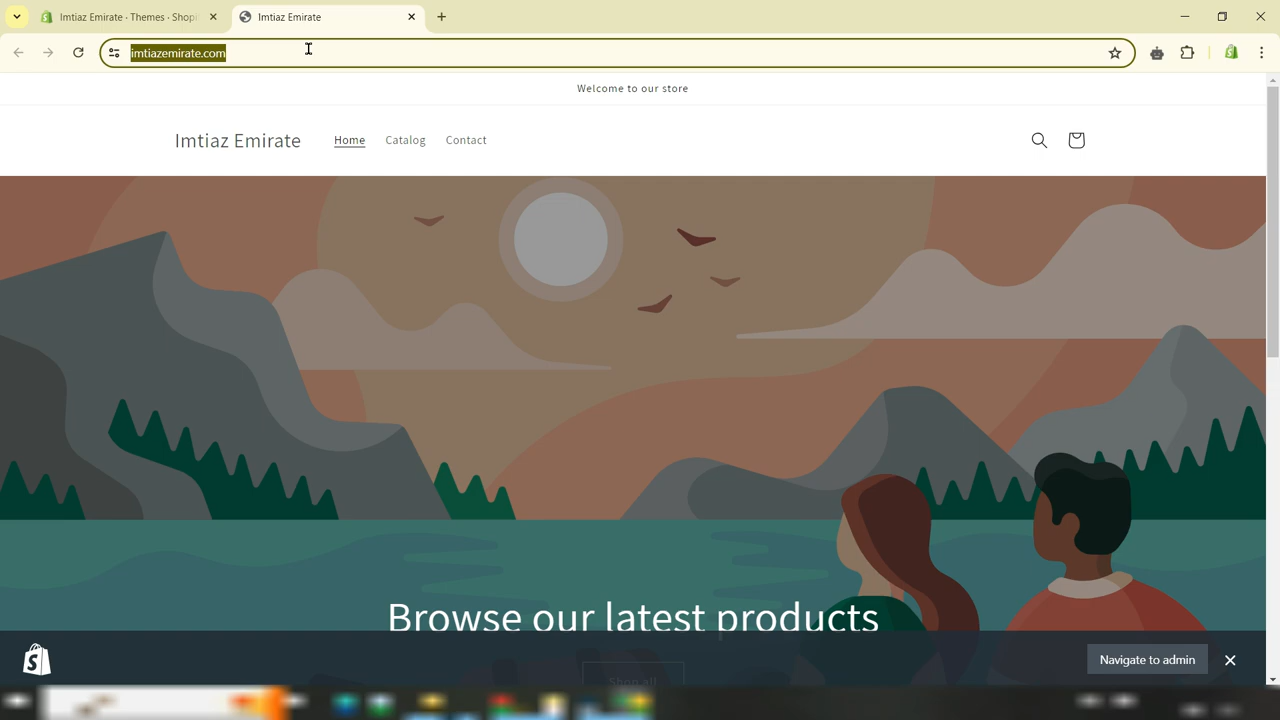 Imtiaz Emirate · Themes · Shopi
Imtiaz Emirate
imtiazemirate.com
Welcome to our store
Imtiaz Emirate
Home
Catalog
Contact
Browse our latest products
Shop all
Navigate to admin